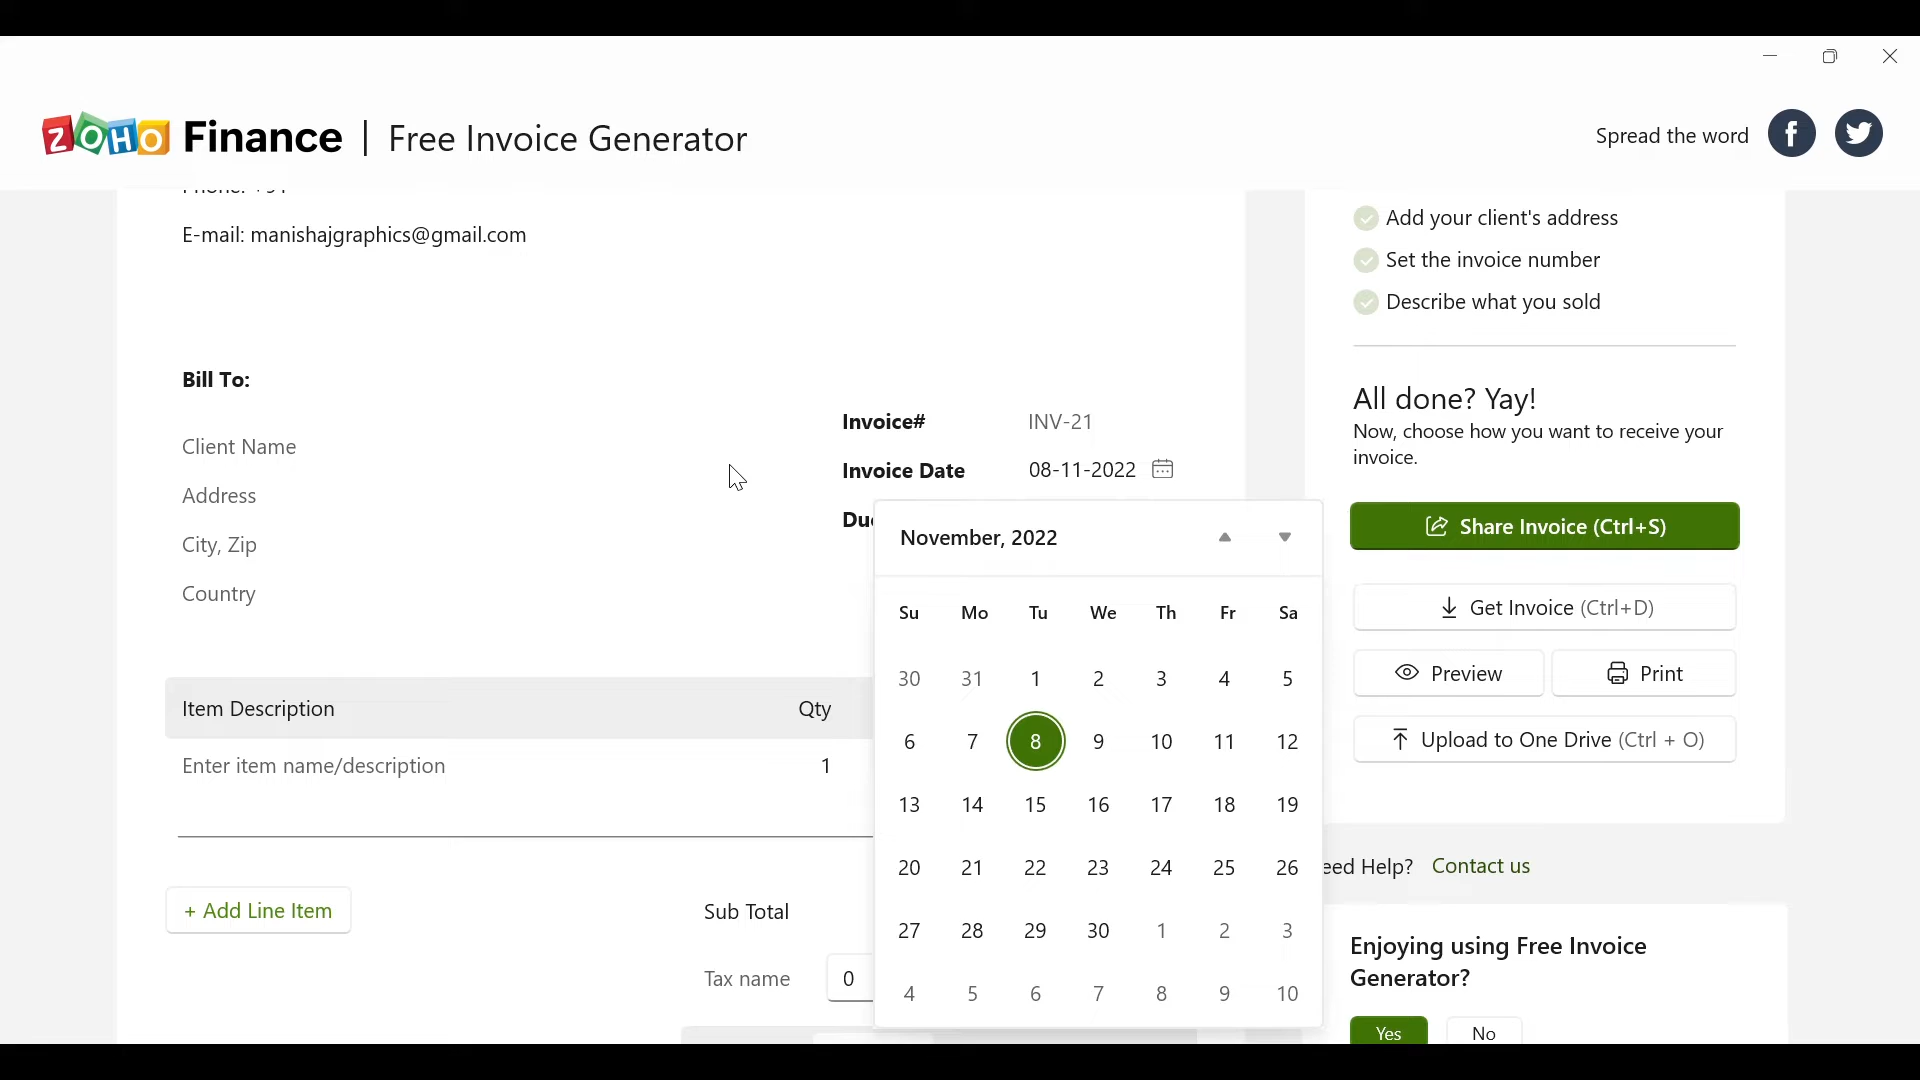 ZOHO Finance | Free Invoice Generator
Spread the word
E-mail: manishajgraphics@gmail.com
Add your client's address
Set the invoice number
Describe what you sold
Bill To:
Client Name
Address
City, Zip
Country
Invoice# INV-21
Invoice Date 08-11-2022
November, 2022
Su Mo Tu We Th Fr Sa
30 31 1 2 3 4 5
6 7 8 9 10 11 12
13 14 15 16 17 18 19
20 21 22 23 24 25 26
27 28 29 30 1 2 3
4 5 6 7 8 9 10
Item Description Qty
Enter item name/description 1
+ Add Line Item
Sub Total
Tax name 0
All done? Yay!
Now, choose how you want to receive your
invoice.
Share Invoice (Ctrl+S)
Get Invoice (Ctrl+D)
Preview
Print
Upload to One Drive (Ctrl + O)
Help? Contact us
Enjoying using Free Invoice
Generator?
Yes No